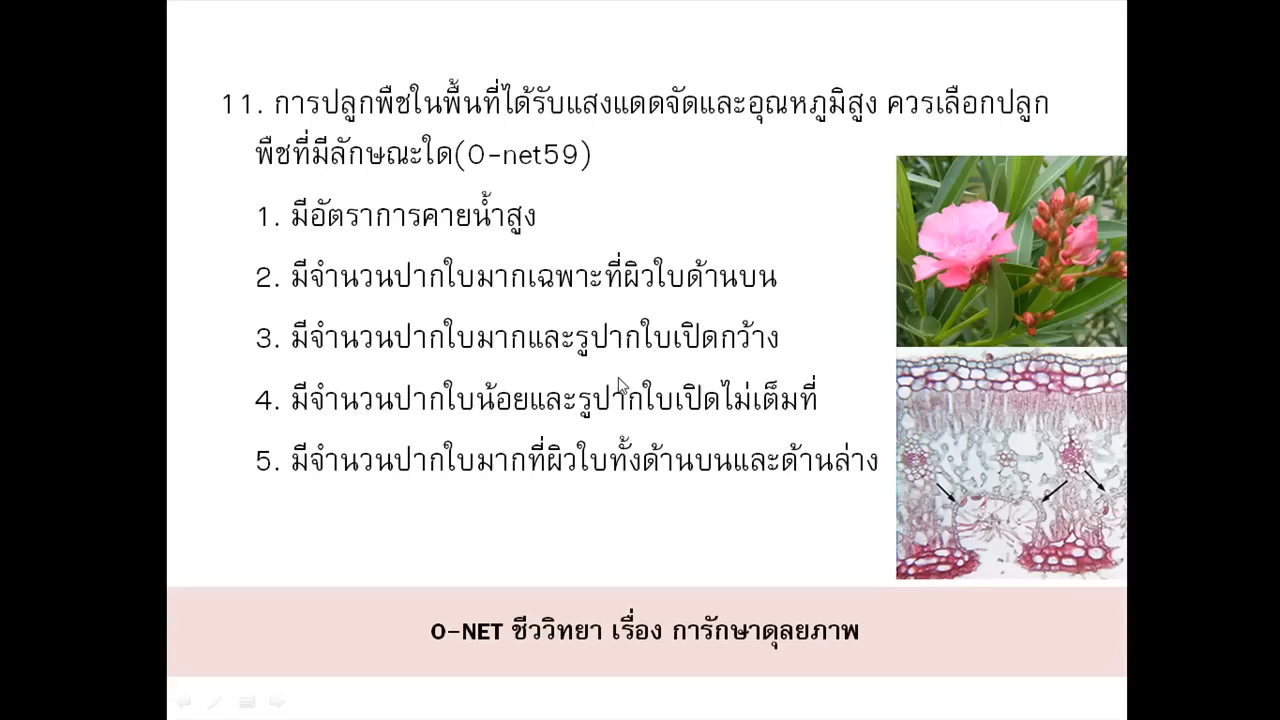 11. การปลูกพืชในพื้นที่ได้รับแสงแดดจัดและอุณหภูมิสูง ควรเลือกปลูก
พืชที่มีลักษณะใด(O-net59)
1. มีอัตราการคายน้ำสูง
2. มีจำนวนปากใบมากเฉพาะที่ผิวใบด้านบน
3. มีจำนวนปากใบมากและรูปากใบเปิดกว้าง
4. มีจำนวนปากใบน้อยและรูปากใบเปิดไม่เต็มที่
5. มีจำนวนปากใบมากที่ผิวใบทั้งด้านบนและด้านล่าง
O-NET ชีววิทยา เรื่อง การักษาดุลยภาพ